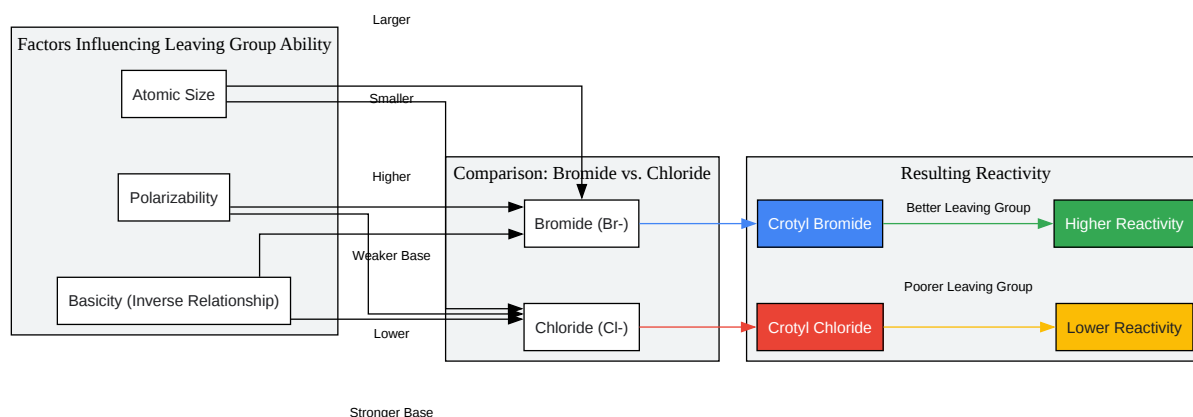 Larger
Factors Influencing Leaving Group Ability
Atomic Size
Smaller
Polarizability
Higher
Comparison: Bromide vs. Chloride
Resulting Reactivity
Bromide (Br-)
Crotyl Bromide
Better Leaving Group
Higher Reactivity
Weaker Base
Basicity (Inverse Relationship)
Poorer Leaving Group
Chloride (Cl-)
Crotyl Chloride
Lower Reactivity
Lower
Stronger Base